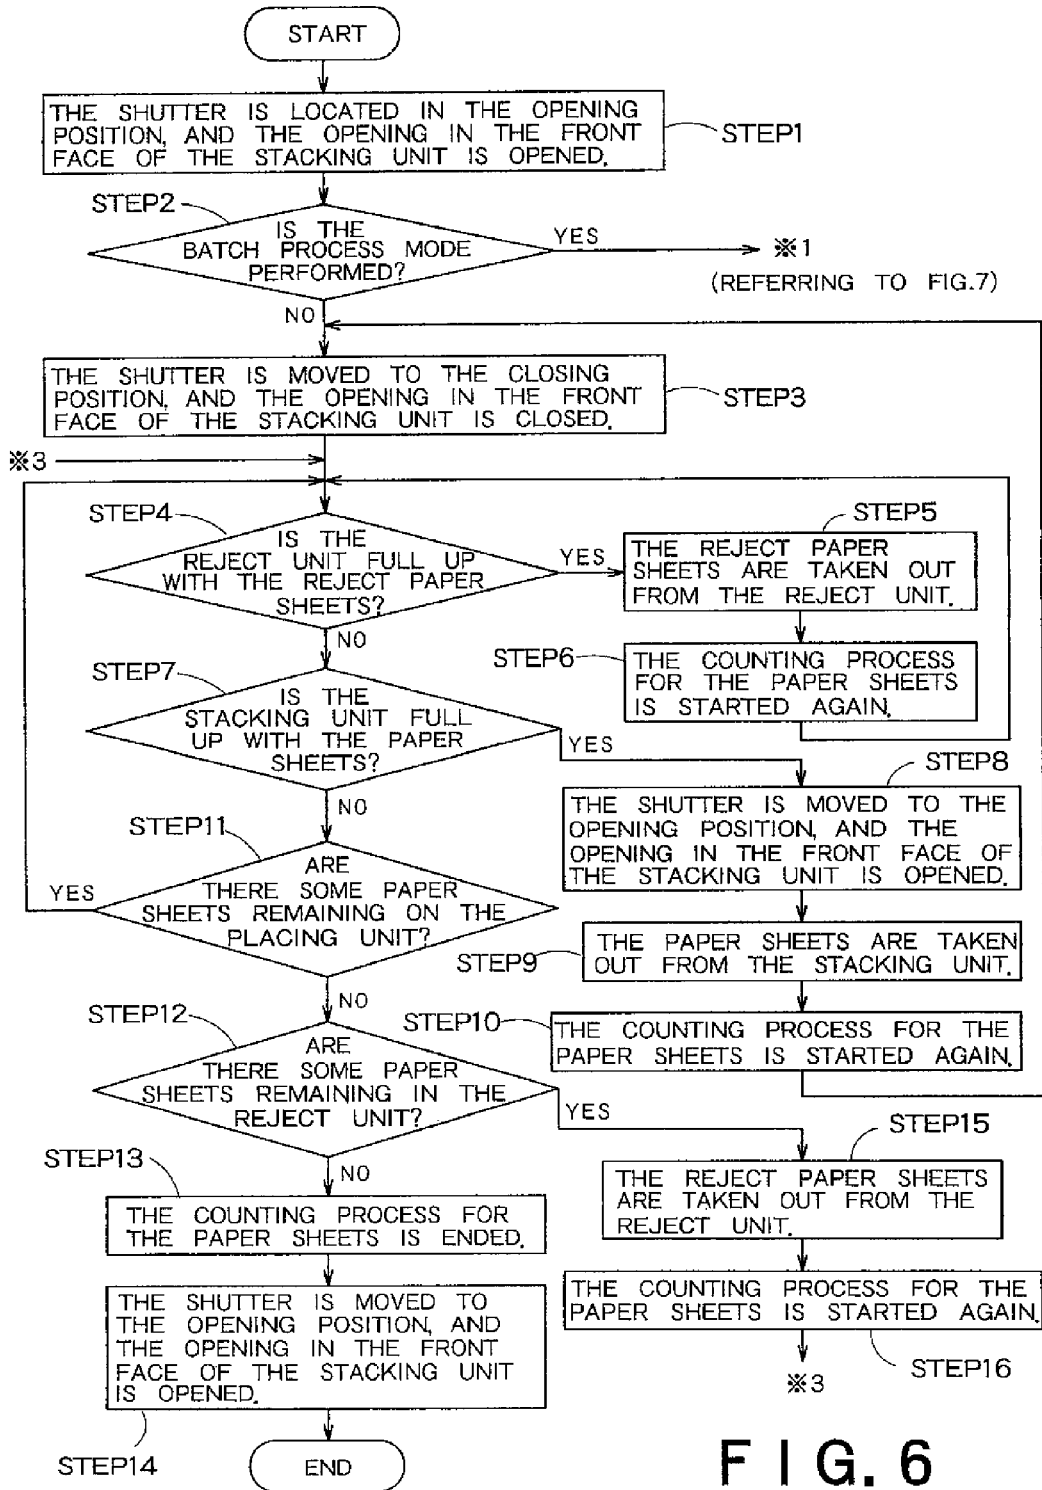 START
THE SHUTTER IS LOCATED IN THE OPENING
POSITION, AND THE OPENING IN THE FRONT
FACE OF THE STACKING UNIT IS OPENED.
STEP1
STEP2
IS THE
BATCH PROCESS MODE
PERFORMED?
YES
※1
(REFERRING TO FIG.7)
NO
THE SHUTTER IS MOVED TO THE CLOSING
POSITION, AND THE OPENING IN THE FRONT
FACE OF THE STACKING UNIT IS CLOSED.
STEP3
※3
STEP4
IS THE
REJECT UNIT FULL UP
WITH THE REJECT PAPER
SHEETS?
YES
STEP5
THE REJECT PAPER
SHEETS ARE TAKEN OUT
FROM THE REJECT UNIT.
NO
STEP6
THE COUNTING PROCESS
FOR THE PAPER SHEETS
IS STARTED AGAIN.
STEP7
IS THE
STACKING UNIT FULL
UP WITH THE PAPER
SHEETS?
YES
STEP8
THE SHUTTER IS MOVED TO THE
OPENING POSITION, AND THE
OPENING IN THE FRONT FACE OF
THE STACKING UNIT IS OPENED.
NO
STEP11
ARE
THERE SOME PAPER
SHEETS REMAINING ON THE
PLACING UNIT?
YES
STEP9
THE PAPER SHEETS ARE TAKEN
OUT FROM THE STACKING UNIT.
NO
STEP10
THE COUNTING PROCESS FOR THE
PAPER SHEETS IS STARTED AGAIN.
STEP12
ARE
THERE SOME PAPER
SHEETS REMAINING IN THE
REJECT UNIT?
YES
STEP15
THE REJECT PAPER SHEETS
ARE TAKEN OUT FROM THE
REJECT UNIT.
NO
STEP13
THE COUNTING PROCESS FOR
THE PAPER SHEETS IS ENDED.
THE COUNTING PROCESS FOR THE
PAPER SHEETS IS STARTED AGAIN.
STEP16
※3
THE SHUTTER IS MOVED TO
THE OPENING POSITION, AND
THE OPENING IN THE FRONT
FACE OF THE STACKING UNIT
IS OPENED.
STEP14
END
FIG. 6